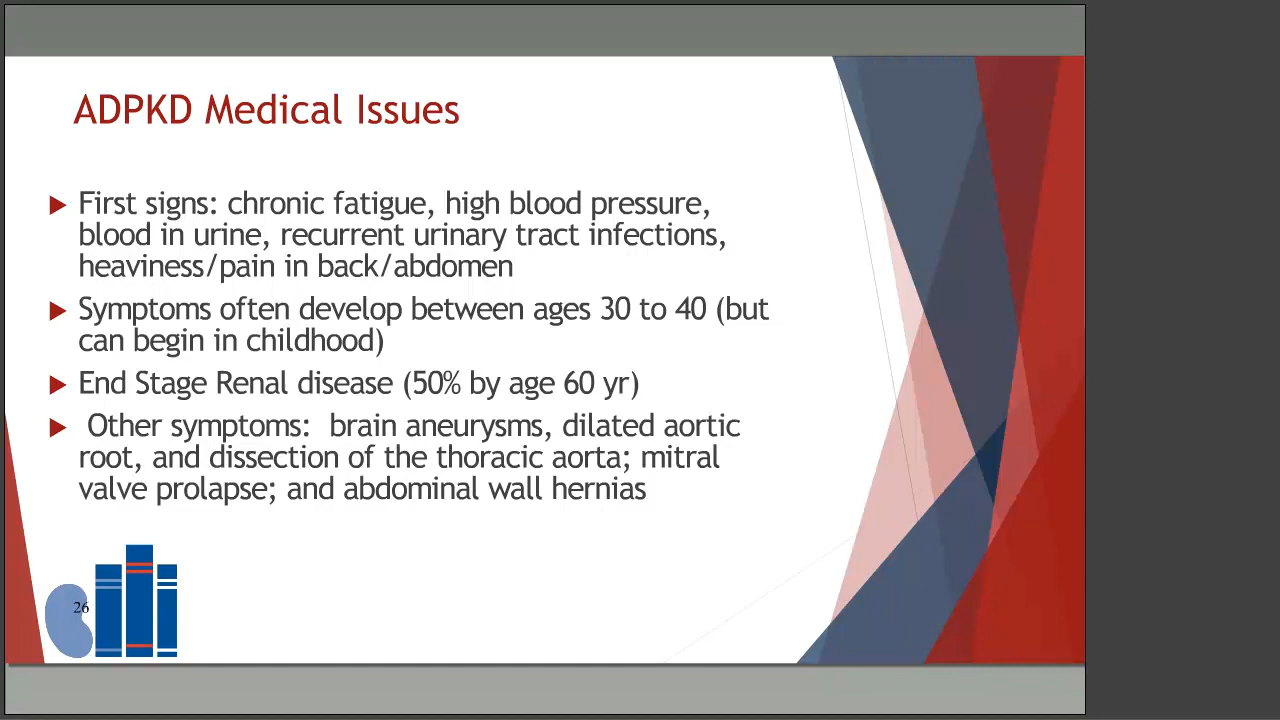 ADPKD Medical Issues
First signs: chronic fatigue, high blood pressure,
blood in urine, recurrent urinary tract infections,
heaviness/pain in back/abdomen
Symptoms often develop between ages 30 to 40 (but
can begin in childhood)
End Stage Renal disease (50% by age 60 yr)
Other symptoms:  brain aneurysms, dilated aortic
root, and dissection of the thoracic aorta; mitral
valve prolapse; and abdominal wall hernias
26